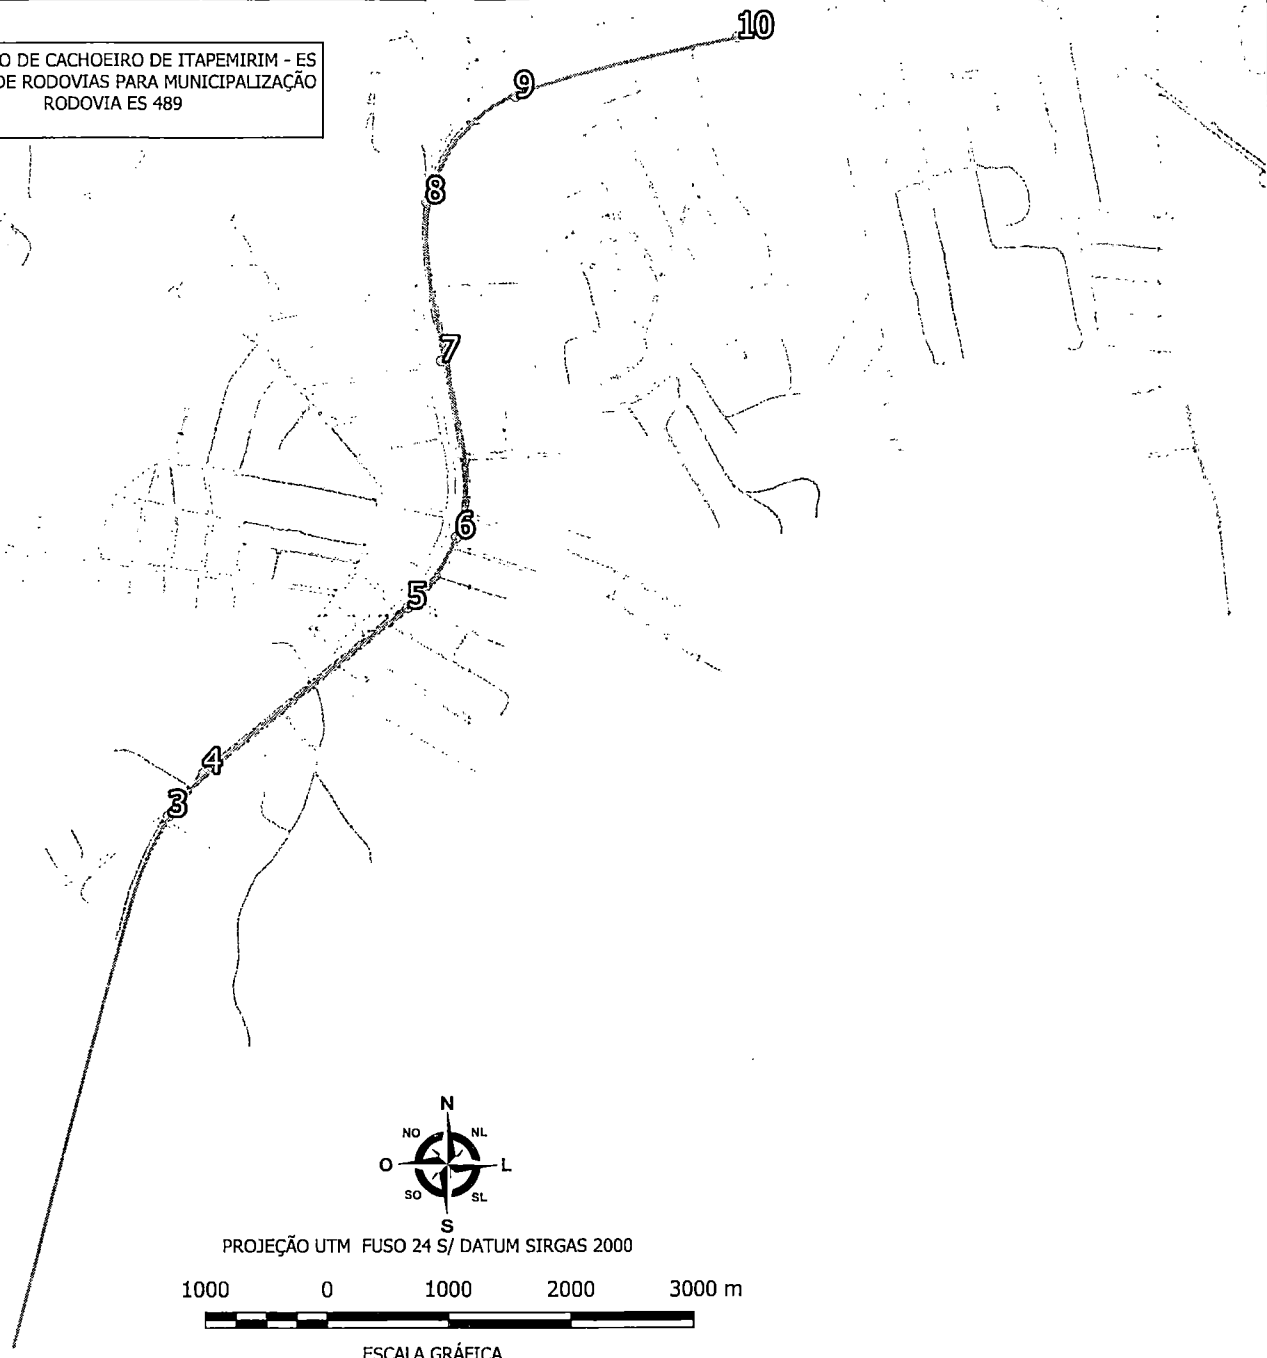 10
O DE CACHOEIRO DE ITAPEMIRIM - ES
DE RODOVIAS PARA MUNICIPALIZAÇÃO
RODOVIA ES 489
9
8
7
6
5
4
3
N
NO NL
O L
SO SL
S
PROJEÇÃO UTM FUSO 24 S/ DATUM SIRGAS 2000
1000 0 1000 2000 3000 m
ESCALA GRÁFICA